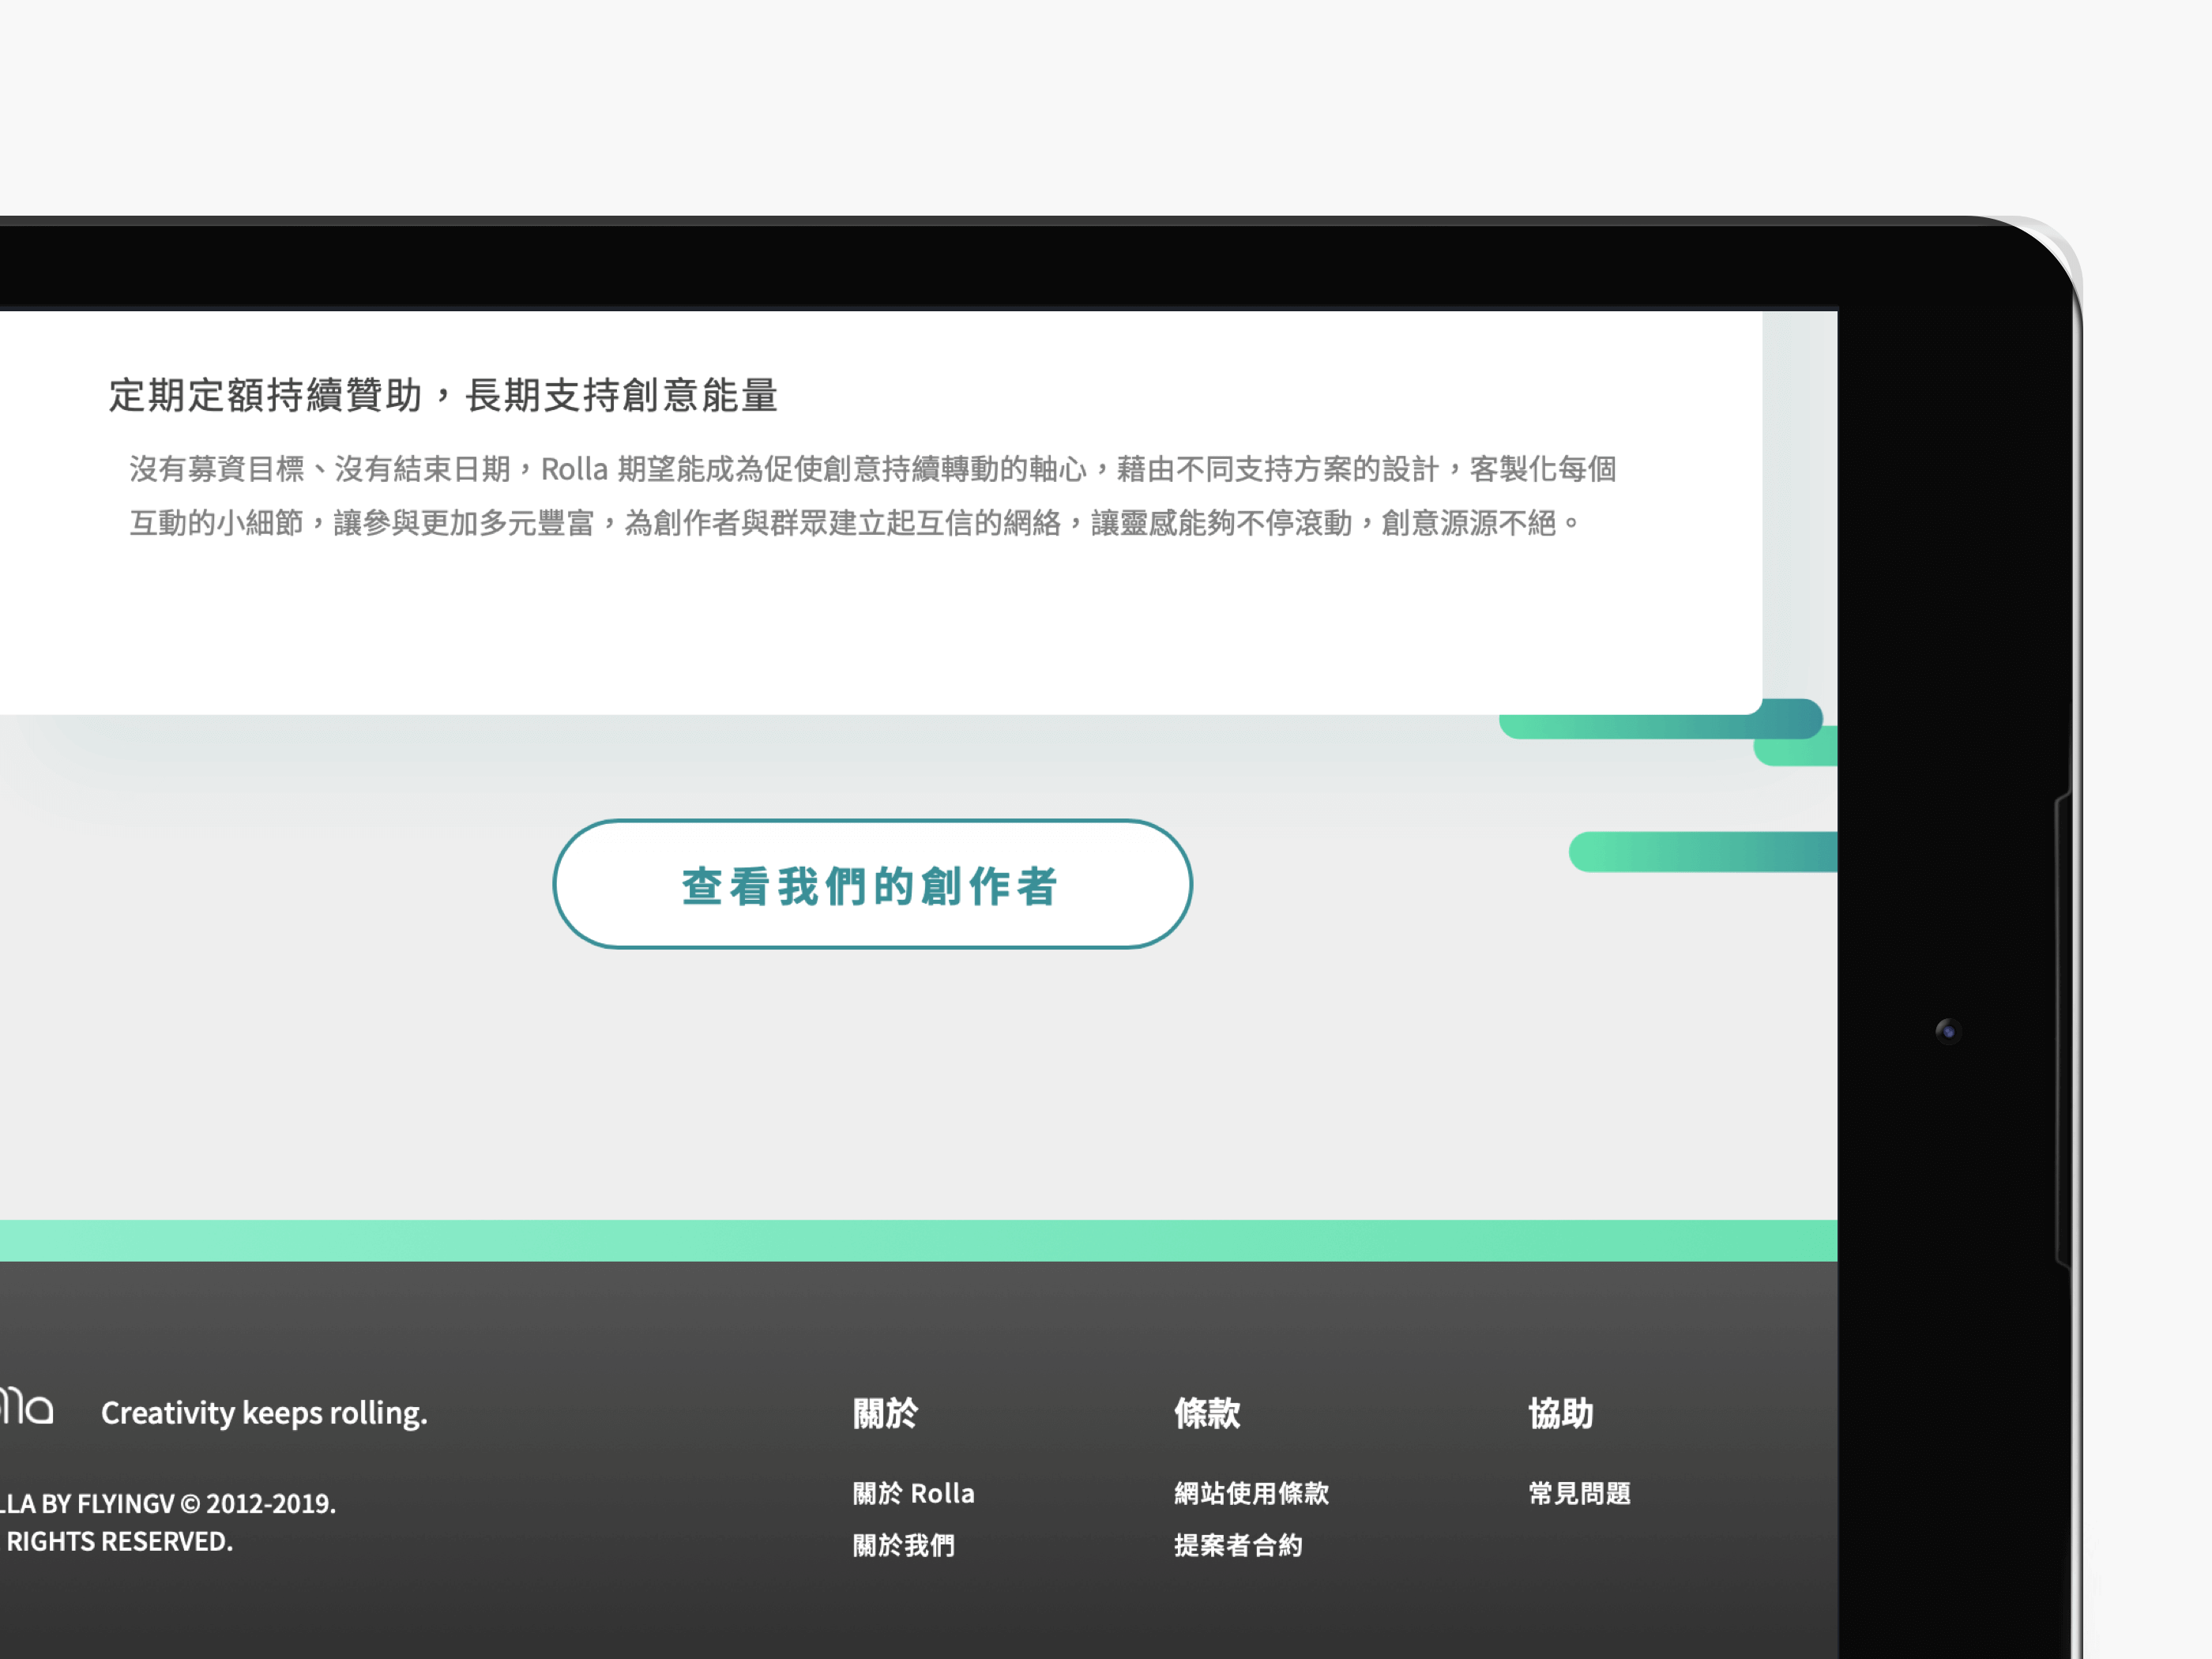 定期定額持續贊助，長期支持創意能量
沒有募資目標、沒有結束日期，Rolla 期望能成為促使創意持續轉動的軸心，藉由不同支持方案的設計，客製化每個
互動的小細節，讓參與更加多元豐富，為創作者與群眾建立起互信的網絡，讓靈感能夠不停滾動，創意源源不絕。
查看我們的創作者
olla Creativity keeps rolling.
LLA BY FLYINGV © 2012-2019.
RIGHTS RESERVED.
關於
關於 Rolla
關於我們
條款
網站使用條款
提案者合約
協助
常見問題